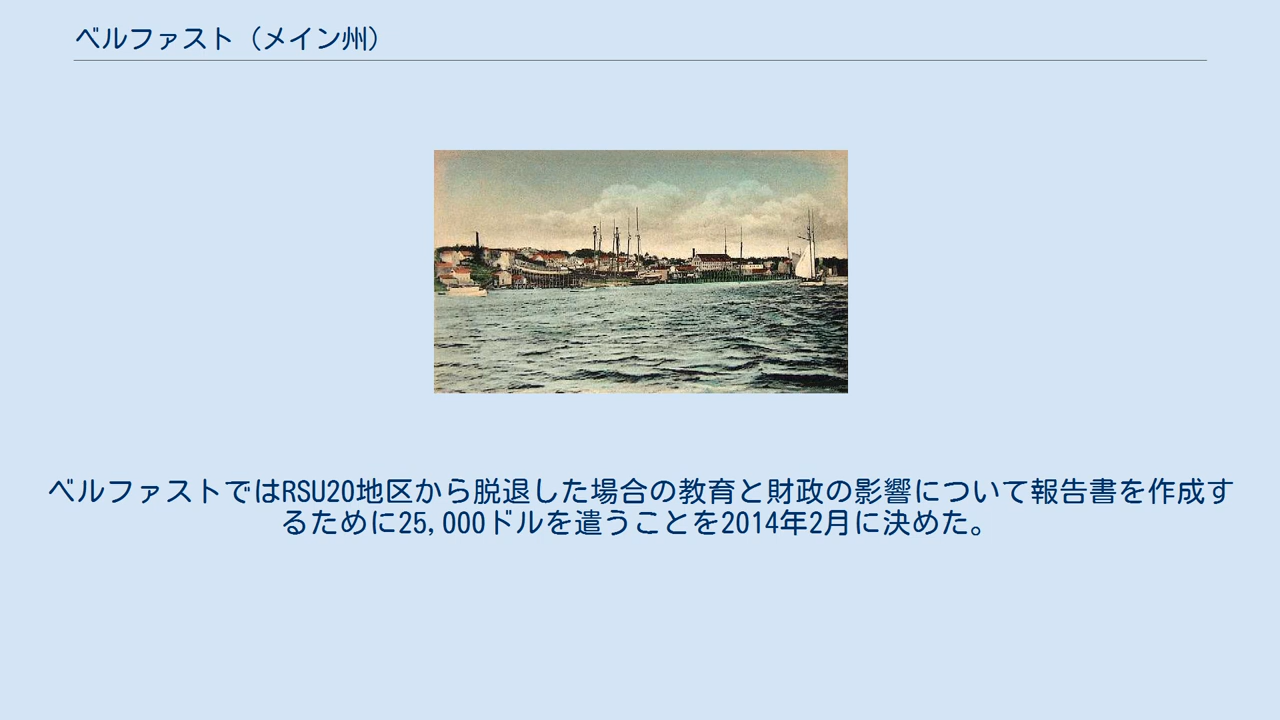 ベルファスト（メイン州）
ベルファストではRSU20地区から脱退した場合の教育と財政の影響について報告書を作成す
るために25,000ドルを遣うことを2014年2月に決めた。